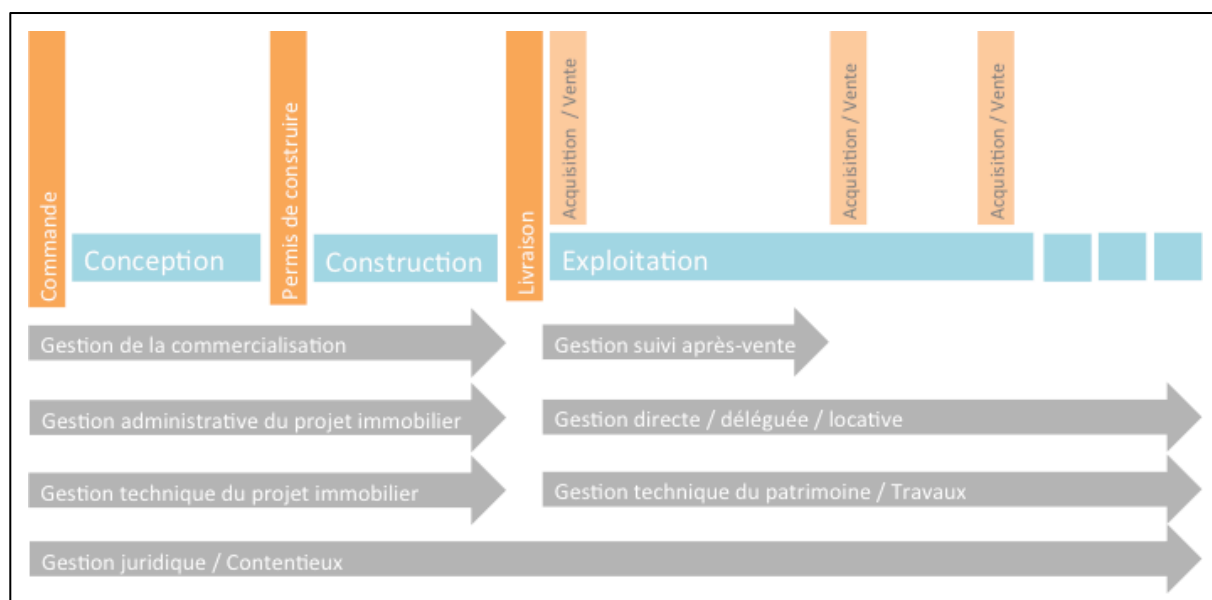 Commande
Conception
Permis de construire
Construction
Livraison
Acquisition / Vente
Acquisition / Vente
Acquisition / Vente
Exploitation
Gestion de la commercialisation
Gestion suivi après-vente
Gestion administrative du projet immobilier
Gestion directe / déléguée / locative
Gestion technique du projet immobilier
Gestion technique du patrimoine / Travaux
Gestion juridique / Contentieux